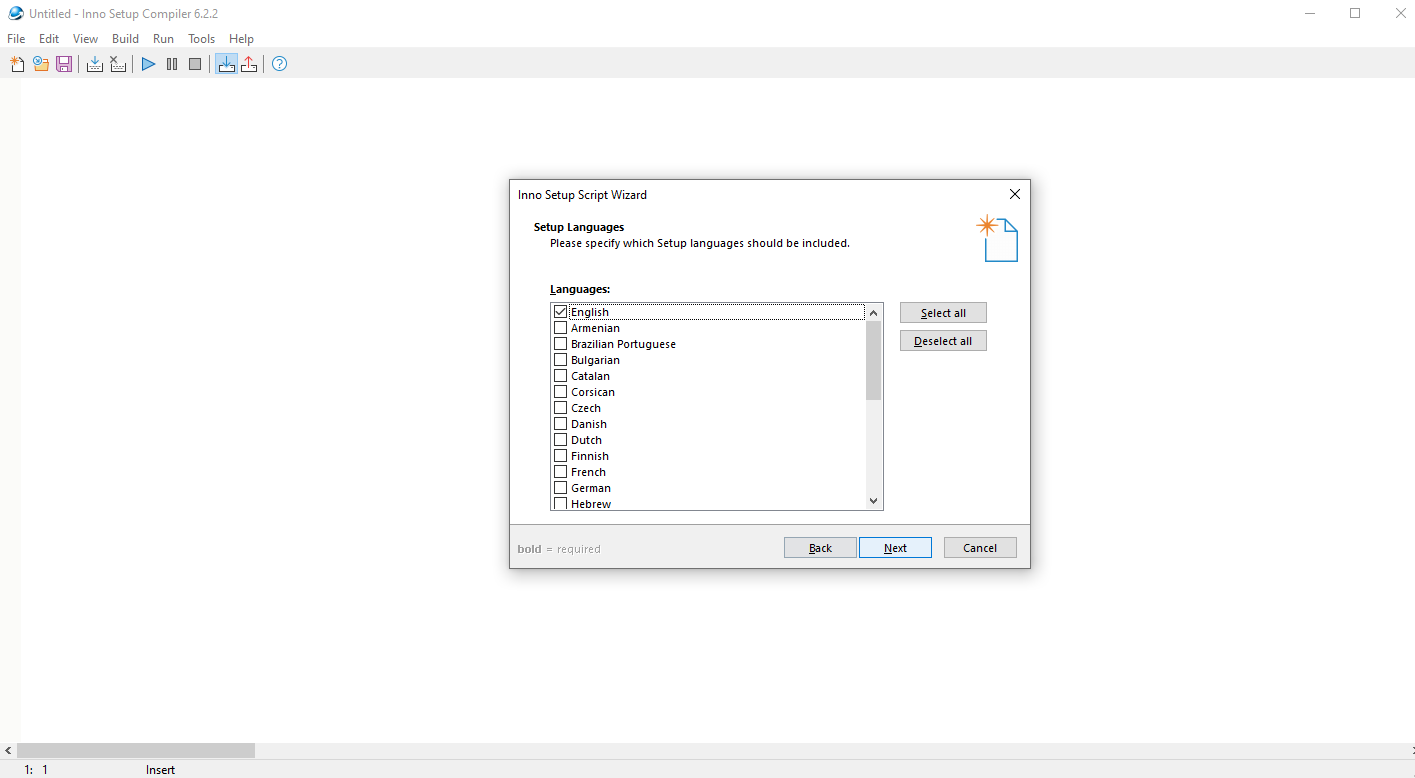 Untitled - Inno Setup Compiler 6.2.2
File Edit View Build Run Tools Help
Inno Setup Script Wizard
Setup Languages
Please specify which Setup languages should be included.
Languages:
English
Armenian
Brazilian Portuguese
Bulgarian
Catalan
Corsican
Czech
Danish
Dutch
Finnish
French
German
Hebrew
Select all
Deselect all
bold = required
Back Next Cancel
1: 1 Insert